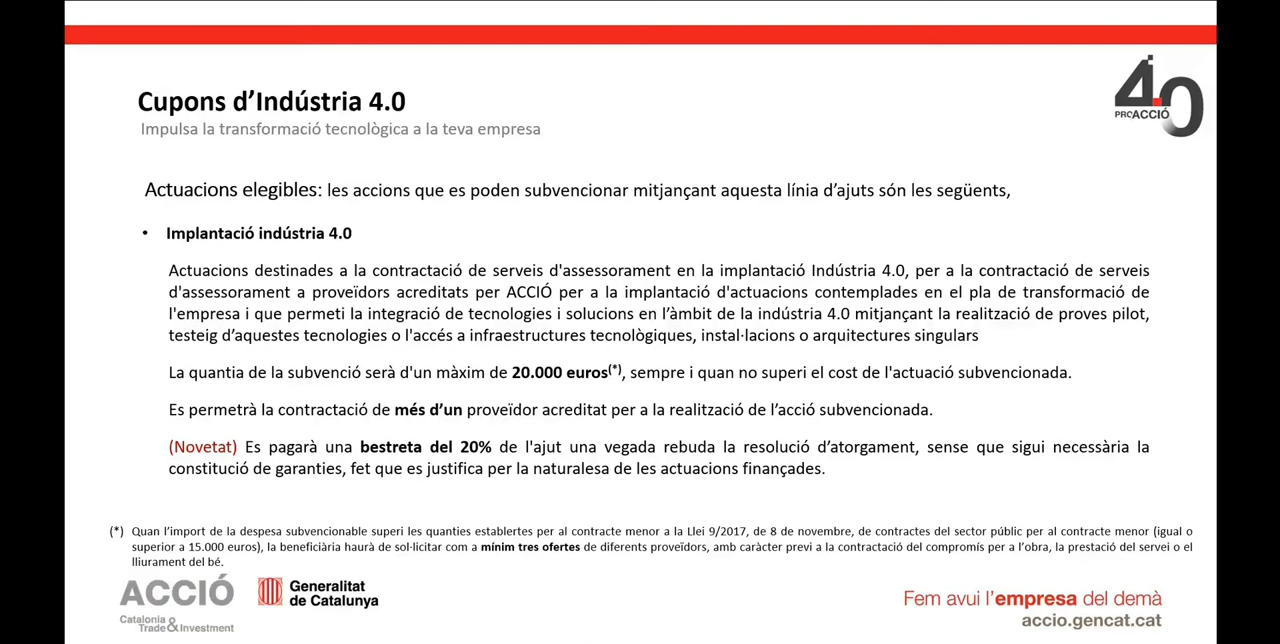 Cupons d’Indústria 4.0
Impulsa la transformació tecnològica a la teva empresa
4.0
PROACCIÓ
Actuacions elegibles: les accions que es poden subvencionar mitjançant aquesta línia d’ajuts són les següents,
• Implantació indústria 4.0
Actuacions destinades a la contractació de serveis d'assessorament en la implantació Indústria 4.0, per a la contractació de serveis
d'assessorament a proveïdors acreditats per ACCIÓ per a la implantació d'actuacions contemplades en el pla de transformació de
l'empresa i que permeti la integració de tecnologies i solucions en l’àmbit de la indústria 4.0 mitjançant la realització de proves pilot,
testeig d’aquestes tecnologies o l'accés a infraestructures tecnològiques, instal·lacions o arquitectures singulars
La quantia de la subvenció serà d'un màxim de 20.000 euros(*), sempre i quan no superi el cost de l'actuació subvencionada.
Es permetrà la contractació de més d’un proveïdor acreditat per a la realització de l’acció subvencionada.
(Novetat) Es pagarà una bestreta del 20% de l'ajut una vegada rebuda la resolució d’atorgament, sense que sigui necessària la
constitució de garanties, fet que es justifica per la naturalesa de les actuacions finançades.
(*) Quan l’import de la despesa subvencionable superi les quanties establertes per al contracte menor a la Llei 9/2017, de 8 de novembre, de contractes del sector públic per al contracte menor (igual o
superior a 15.000 euros), la beneficiària haurà de sol·licitar com a mínim tres ofertes de diferents proveïdors, amb caràcter previ a la contractació del compromís per a l’obra, la prestació del servei o el
lliurament del bé.
ACCIÓ
Catalonia
Trade & Investment
Generalitat
de Catalunya
Fem avui l’empresa del demà
accio.gencat.cat